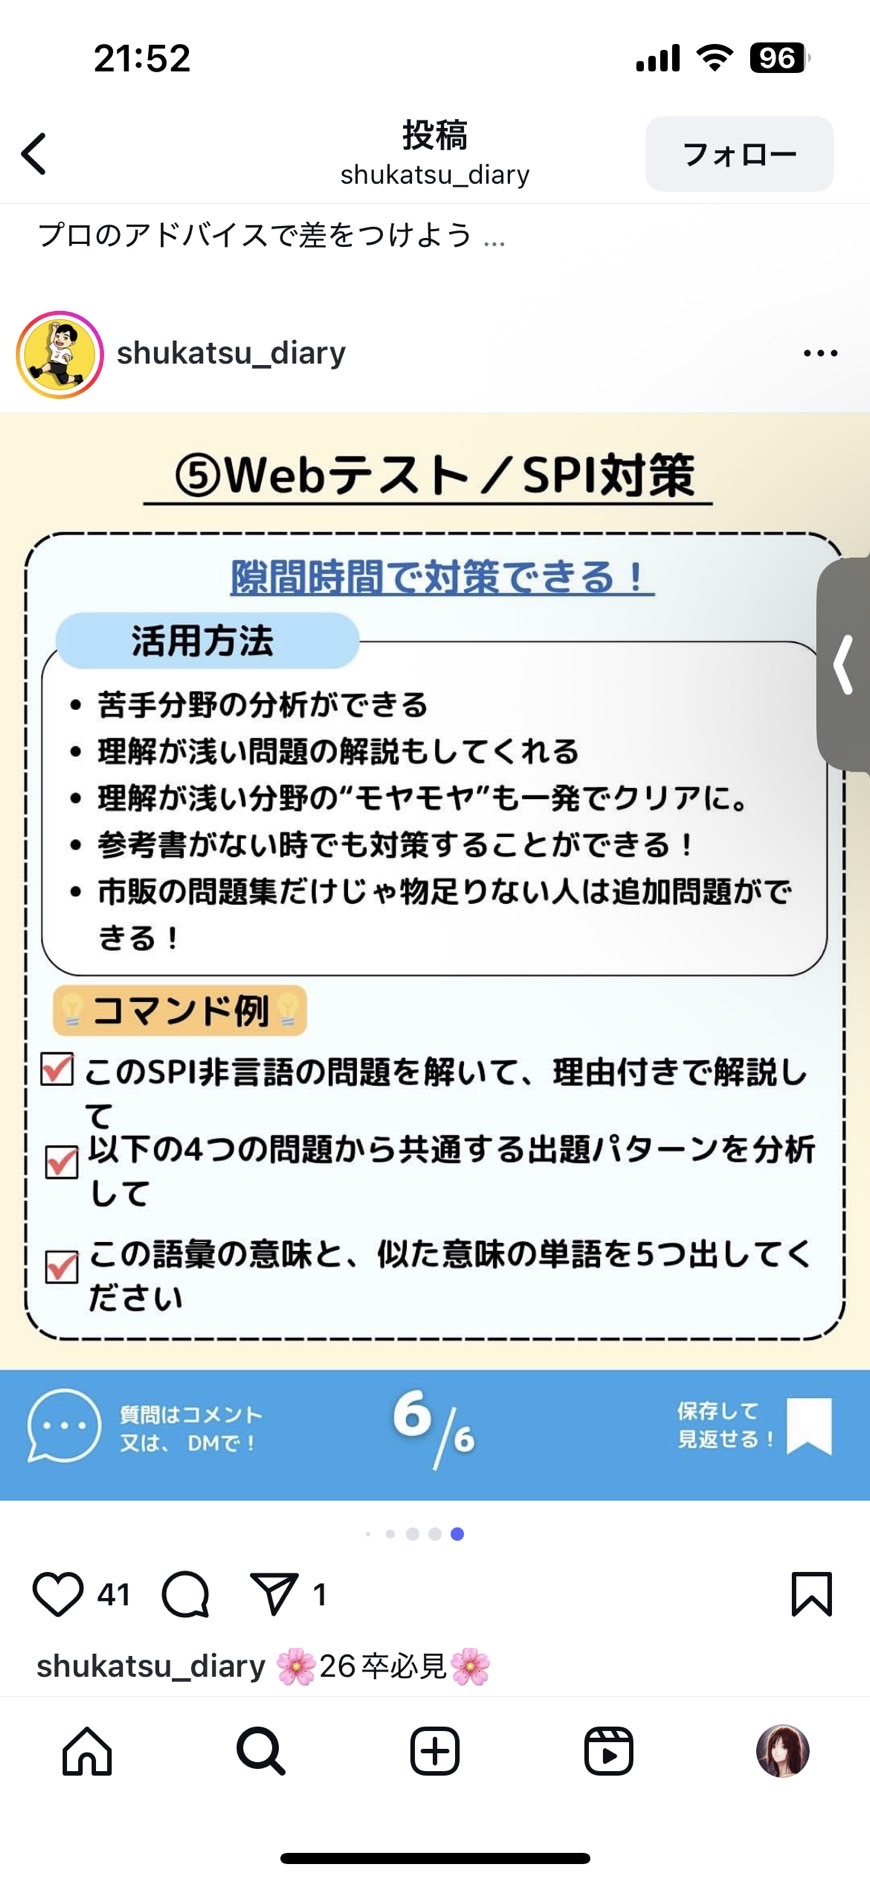 21:52
96
投稿
shukatsu_diary
フォロー
プロのアドバイスで差をつけよう ...
shukatsu_diary
⑤Webテスト／SPI対策
隙間時間で対策できる！
活用方法
• 苦手分野の分析ができる
• 理解が浅い問題の解説もしてくれる
• 理解が浅い分野の“モヤモヤ”も一発でクリアに。
• 参考書がない時でも対策することができる！
• 市販の問題集だけじゃ物足りない人は追加問題がで
きる！
コマンド例
このSPI非言語の問題を解いて、理由付きで解説し
て
以下の4つの問題から共通する出題パターンを分析
して
この語彙の意味と、似た意味の単語を5つ出してく
ださい
質問はコメント
又は、 DMで！
6/6
保存して
見返せる！
41
1
shukatsu_diary 🌸26卒必見🌸